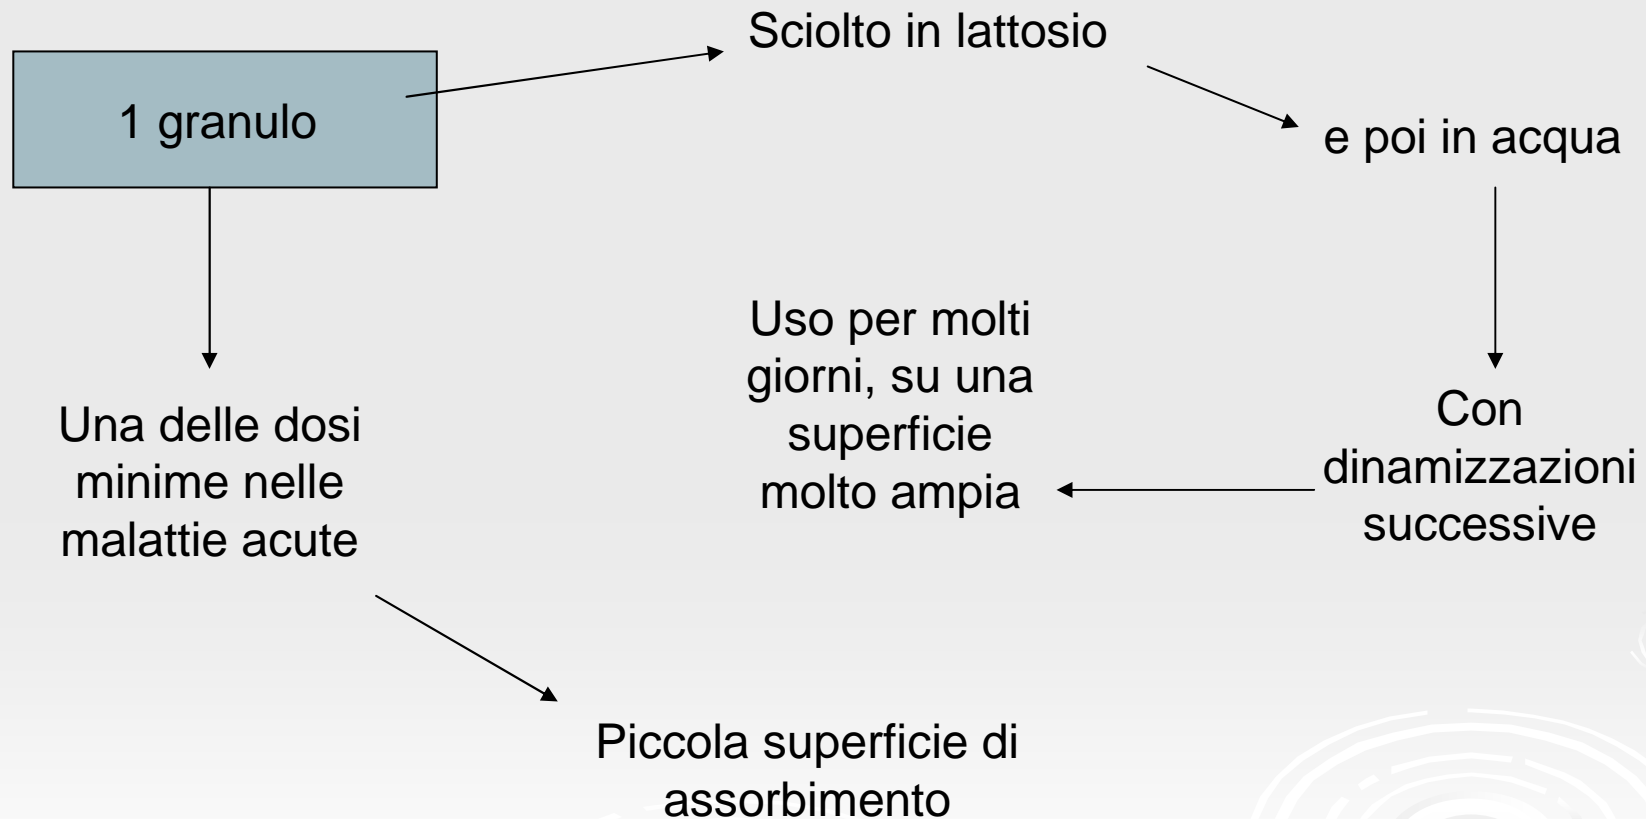 Sciolto in lattosio
1 granulo
e poi in acqua
Uso per molti
giorni, su una
superficie
molto ampia
Con
dinamizzazioni
successive
Una delle dosi
minime nelle
malattie acute
Piccola superficie di
assorbimento